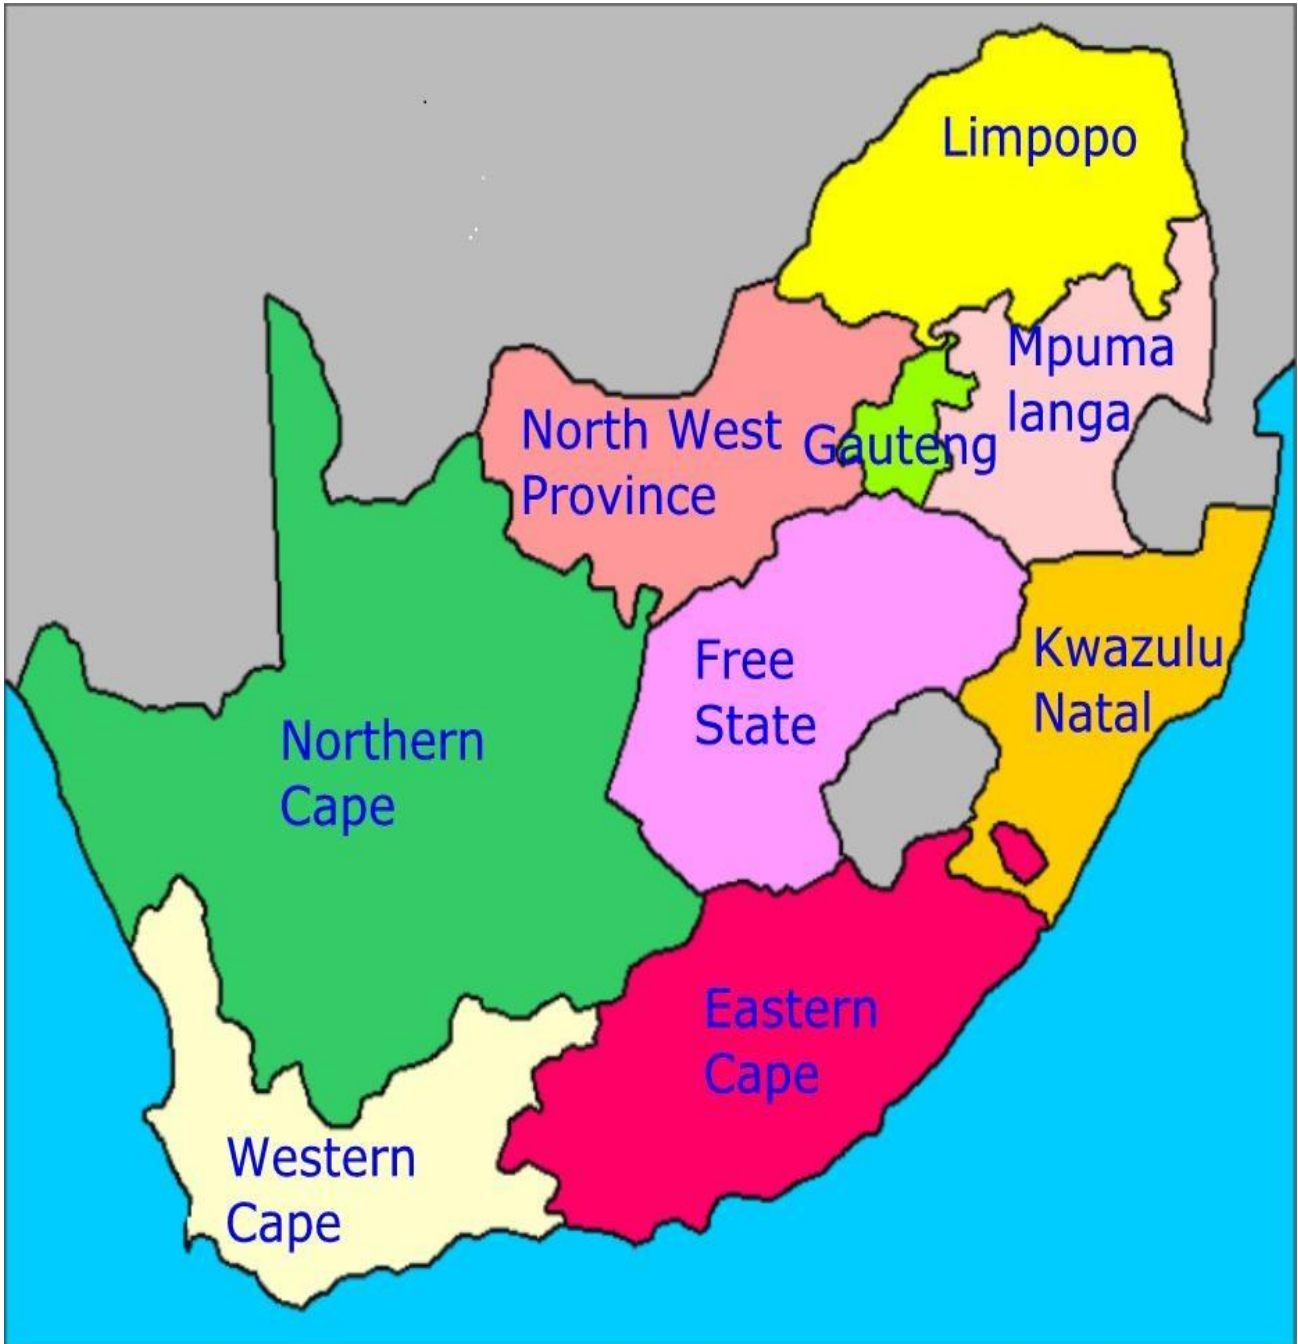 Limpopo
Mpuma
langa
North West
Province
Gauteng
Free
State
Kwazulu
Natal
Northern
Cape
Eastern
Cape
Western
Cape